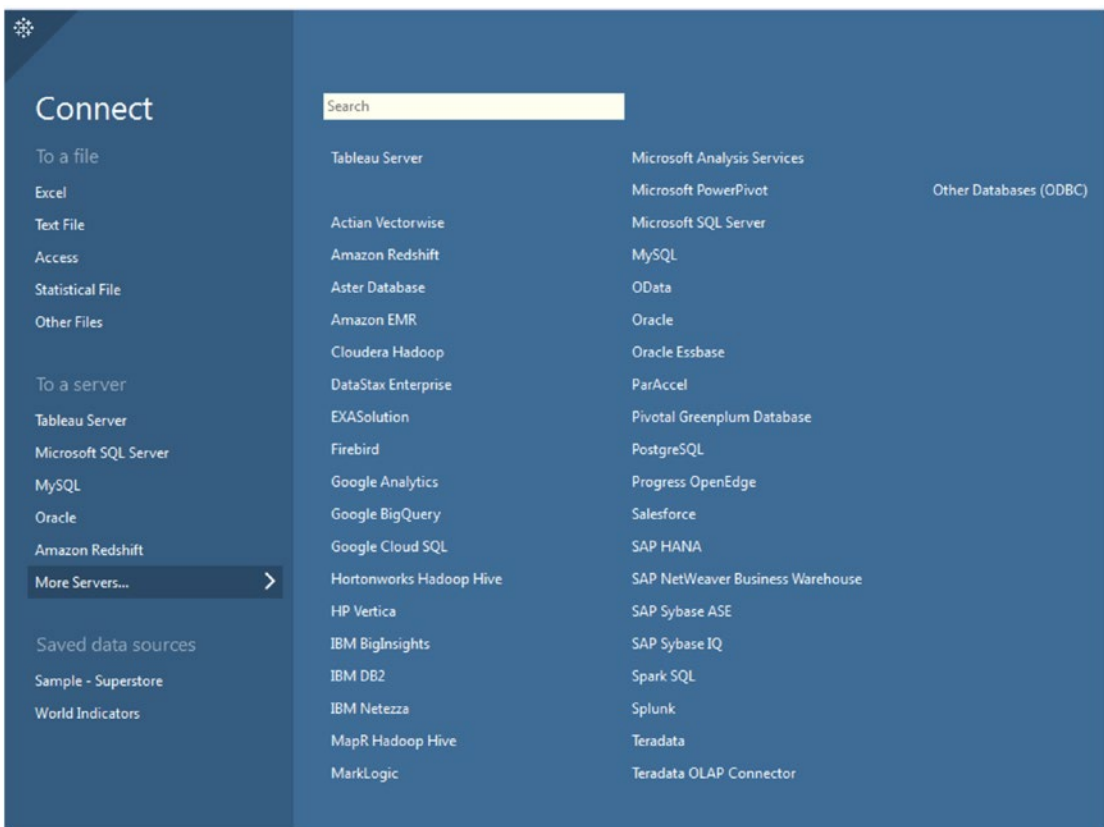 Connect
To a file
Excel
Text File
Access
Statistical File
Other Files
To a server
Tableau Server
Microsoft SQL Server
MySQL
Oracle
Amazon Redshift
More Servers...
Saved data sources
Sample - Superstore
World Indicators
Search
Tableau Server
Actian Vectorwise
Amazon Redshift
Aster Database
Amazon EMR
Cloudera Hadoop
DataStax Enterprise
EXASolution
Firebird
Google Analytics
Google BigQuery
Google Cloud SQL
Hortonworks Hadoop Hive
HP Vertica
IBM BigInsights
IBM DB2
IBM Netezza
MapR Hadoop Hive
MarkLogic
Microsoft Analysis Services
Microsoft PowerPivot
Microsoft SQL Server
MySQL
OData
Oracle
Oracle Essbase
ParAccel
Pivotal Greenplum Database
PostgreSQL
Progress OpenEdge
Salesforce
SAP HANA
SAP NetWeaver Business Warehouse
SAP Sybase ASE
SAP Sybase IQ
Spark SQL
Splunk
Teradata
Teradata OLAP Connector
Other Databases (ODBC)